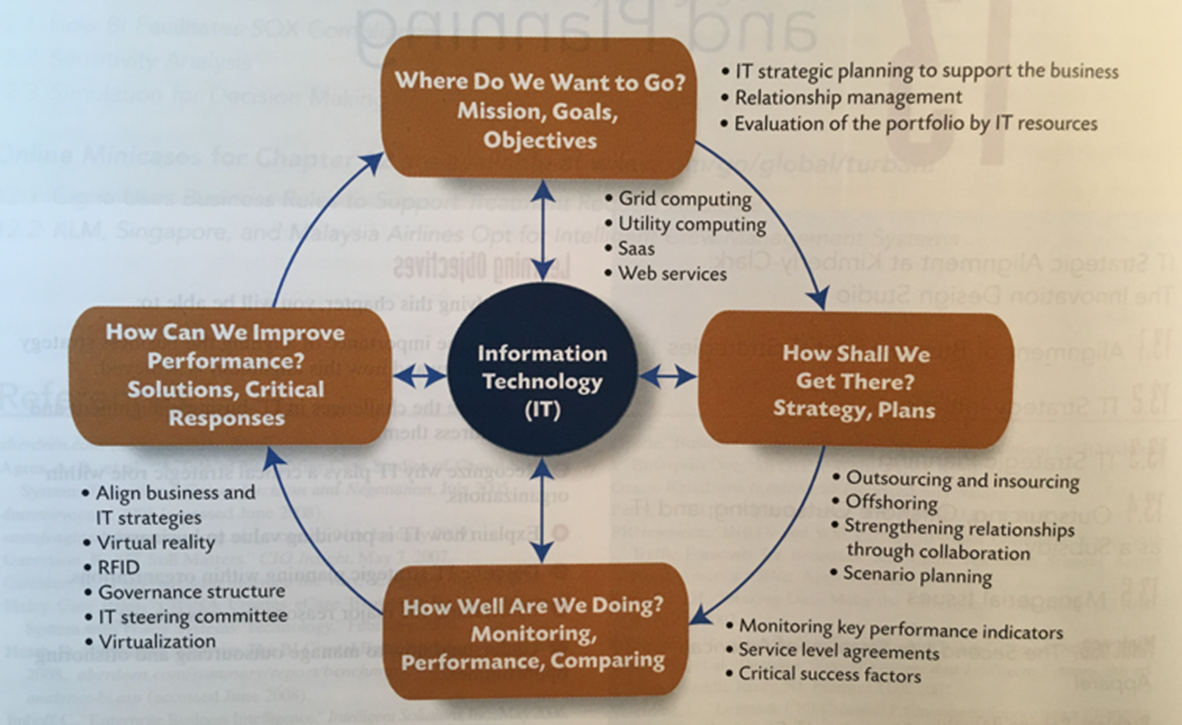 and Planning
Where Do We Want to Go?
Mission, Goals,
Objectives
• IT strategic planning to support the business
• Relationship management
• Evaluation of the portfolio by IT resources
• Grid computing
• Utility computing
• Saas
• Web services
How Can We Improve
Performance?
Solutions, Critical
Responses
Information
Technology
(IT)
How Shall We
Get There?
Strategy, Plans
• Align business and
IT strategies
• Virtual reality
• RFID
• Governance structure
• IT steering committee
• Virtualization
• Outsourcing and insourcing
• Offshoring
• Strengthening relationships
through collaboration
• Scenario planning
How Well Are We Doing?
Monitoring,
Performance, Comparing
• Monitoring key performance indicators
• Service level agreements
• Critical success factors